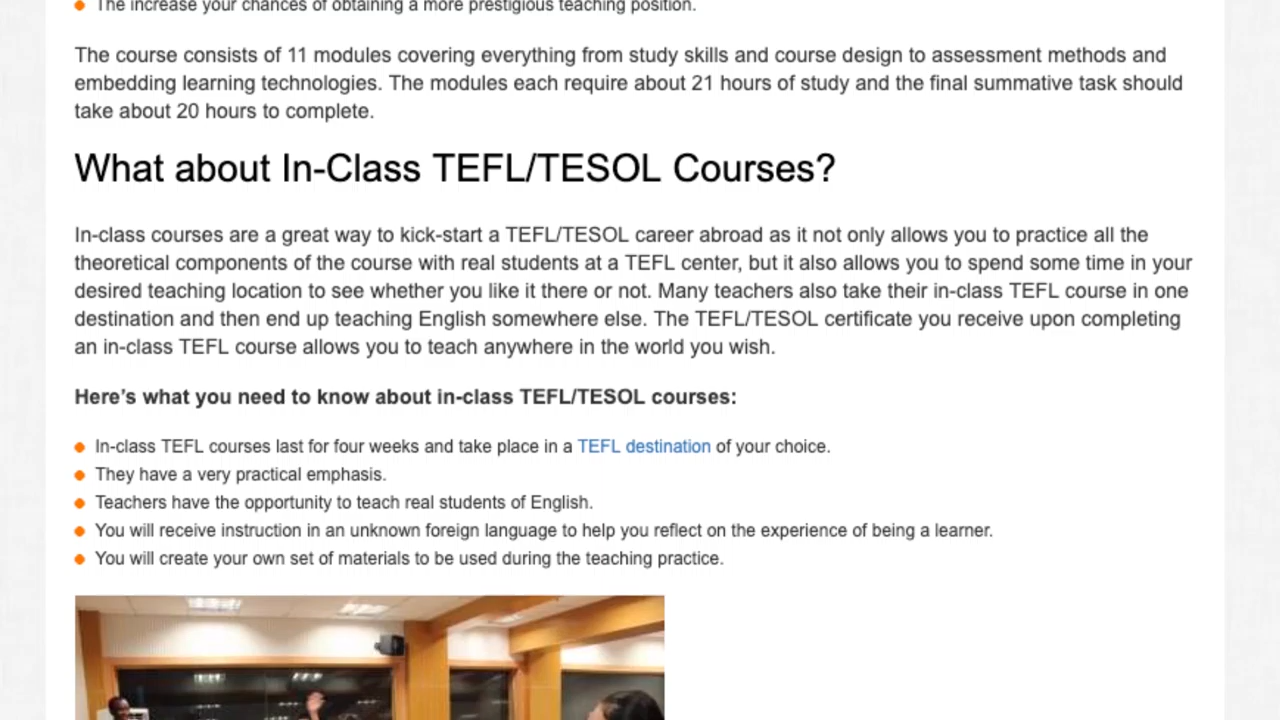 The increase your chances of obtaining a more prestigious teaching position.
The course consists of 11 modules covering everything from study skills and course design to assessment methods and
embedding learning technologies. The modules each require about 21 hours of study and the final summative task should
take about 20 hours to complete.
What about In-Class TEFL/TESOL Courses?
In-class courses are a great way to kick-start a TEFL/TESOL career abroad as it not only allows you to practice all the
theoretical components of the course with real students at a TEFL center, but it also allows you to spend some time in your
desired teaching location to see whether you like it there or not. Many teachers also take their in-class TEFL course in one
destination and then end up teaching English somewhere else. The TEFL/TESOL certificate you receive upon completing
an in-class TEFL course allows you to teach anywhere in the world you wish.
Here’s what you need to know about in-class TEFL/TESOL courses:
In-class TEFL courses last for four weeks and take place in a TEFL destination of your choice.
They have a very practical emphasis.
Teachers have the opportunity to teach real students of English.
You will receive instruction in an unknown foreign language to help you reflect on the experience of being a learner.
You will create your own set of materials to be used during the teaching practice.